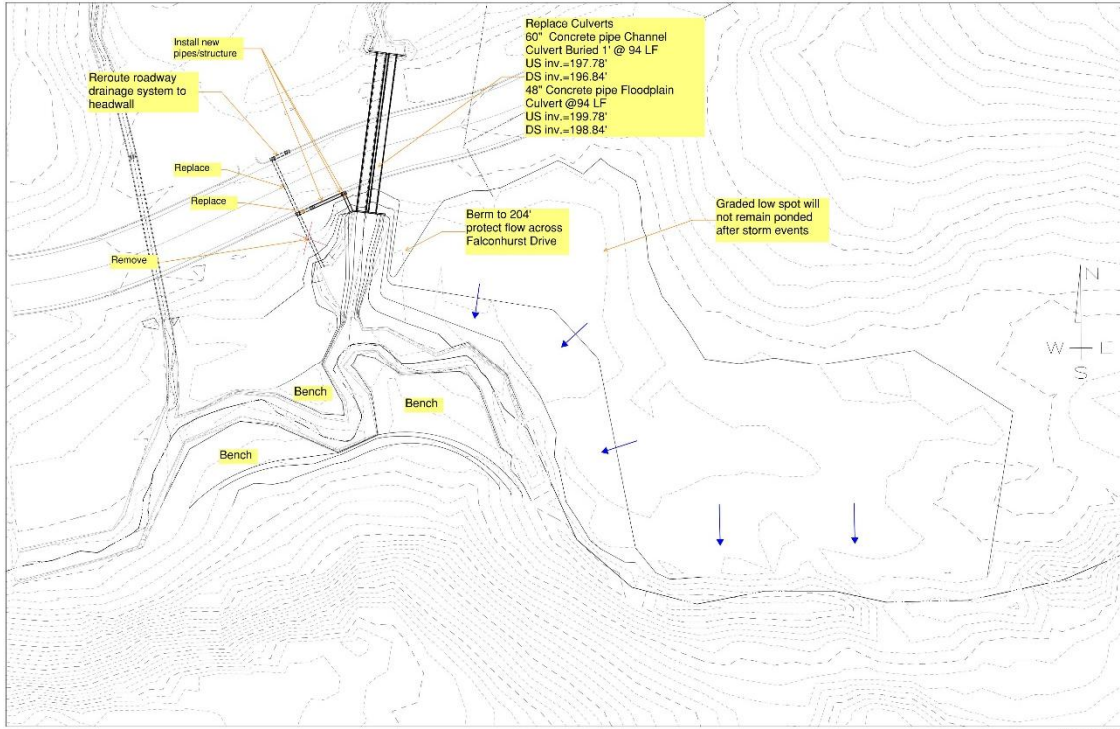 Install new
pipes/structure
Reroute roadway
drainage system to
headwall
Replace Culverts
60" Concrete pipe Channel
Culvert Buried 1' @ 94 LF
US inv.=197.78'
DS inv.=196.84'
48" Concrete pipe Floodplain
Culvert @94 LF
US inv.=199.78'
DS inv.=198.84'
Replace
Replace
Remove
Berm to 204'
protect flow across
Falconhurst Drive
Graded low spot will
not remain ponded
after storm events
N
W E
S
Bench
Bench
Bench